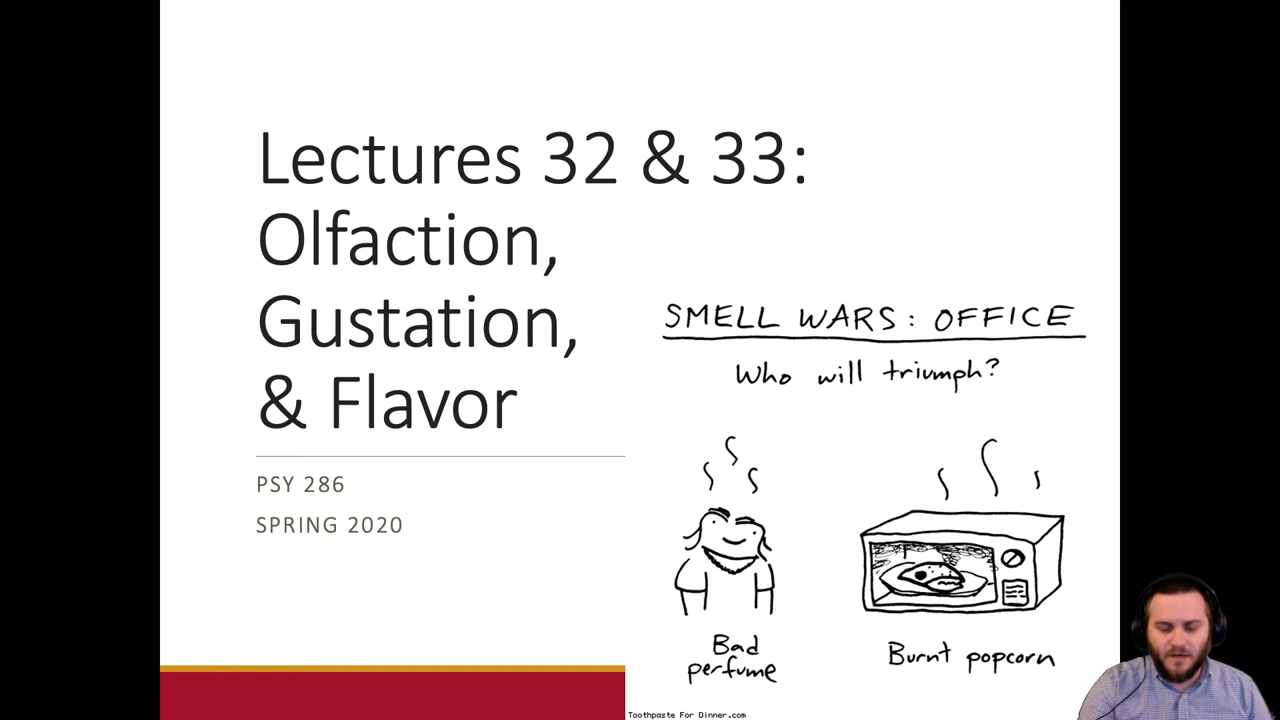 Lectures 32 & 33:
Olfaction,
Gustation,
& Flavor
PSY 286
SPRING 2020
SMELL WARS: OFFICE
Who will triumph?
Bad
perfume
Burnt popcorn
Toothpaste For Dinner.com